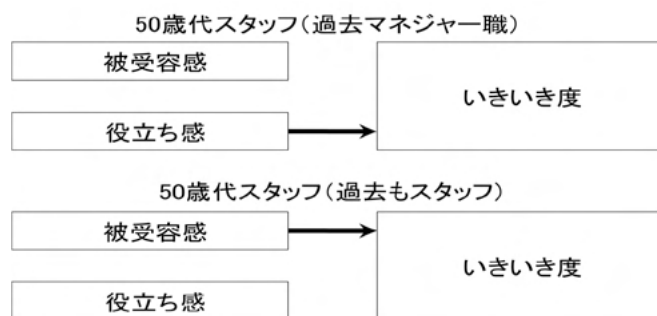 50歳代スタッフ(過去マネジャー職)
被受容感
いきいき度
役立ち感
50歳代スタッフ(過去もスタッフ)
被受容感
いきいき度
役立ち感